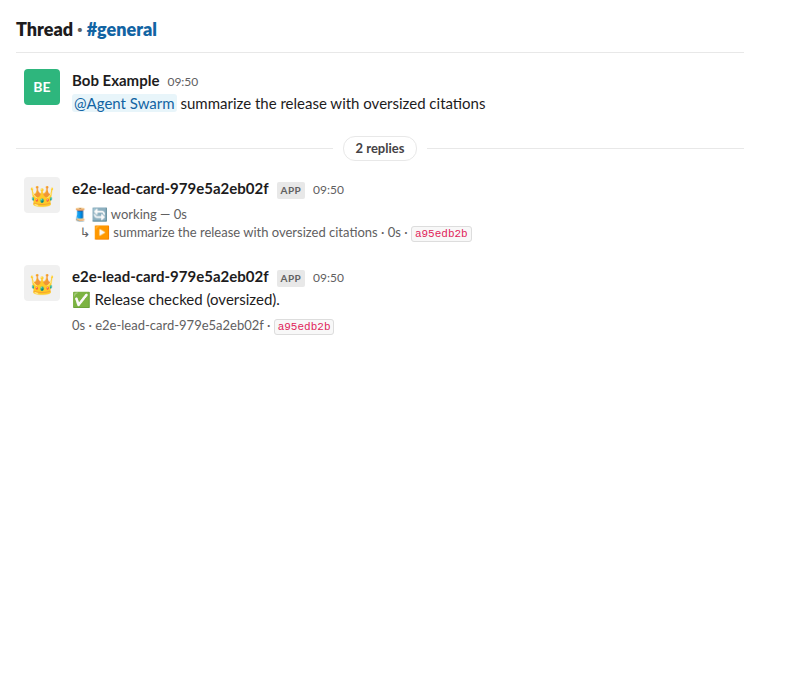 Thread • #general
BE
Bob Example 09:50
@Agent Swarm summarize the release with oversized citations
2 replies
e2e-lead-card-979e5a2eb02f APP 09:50
🧵 🔄 working — 0s
↳ ▶️ summarize the release with oversized citations · 0s · a95edb2b
e2e-lead-card-979e5a2eb02f APP 09:50
✅ Release checked (oversized).
0s · e2e-lead-card-979e5a2eb02f · a95edb2b